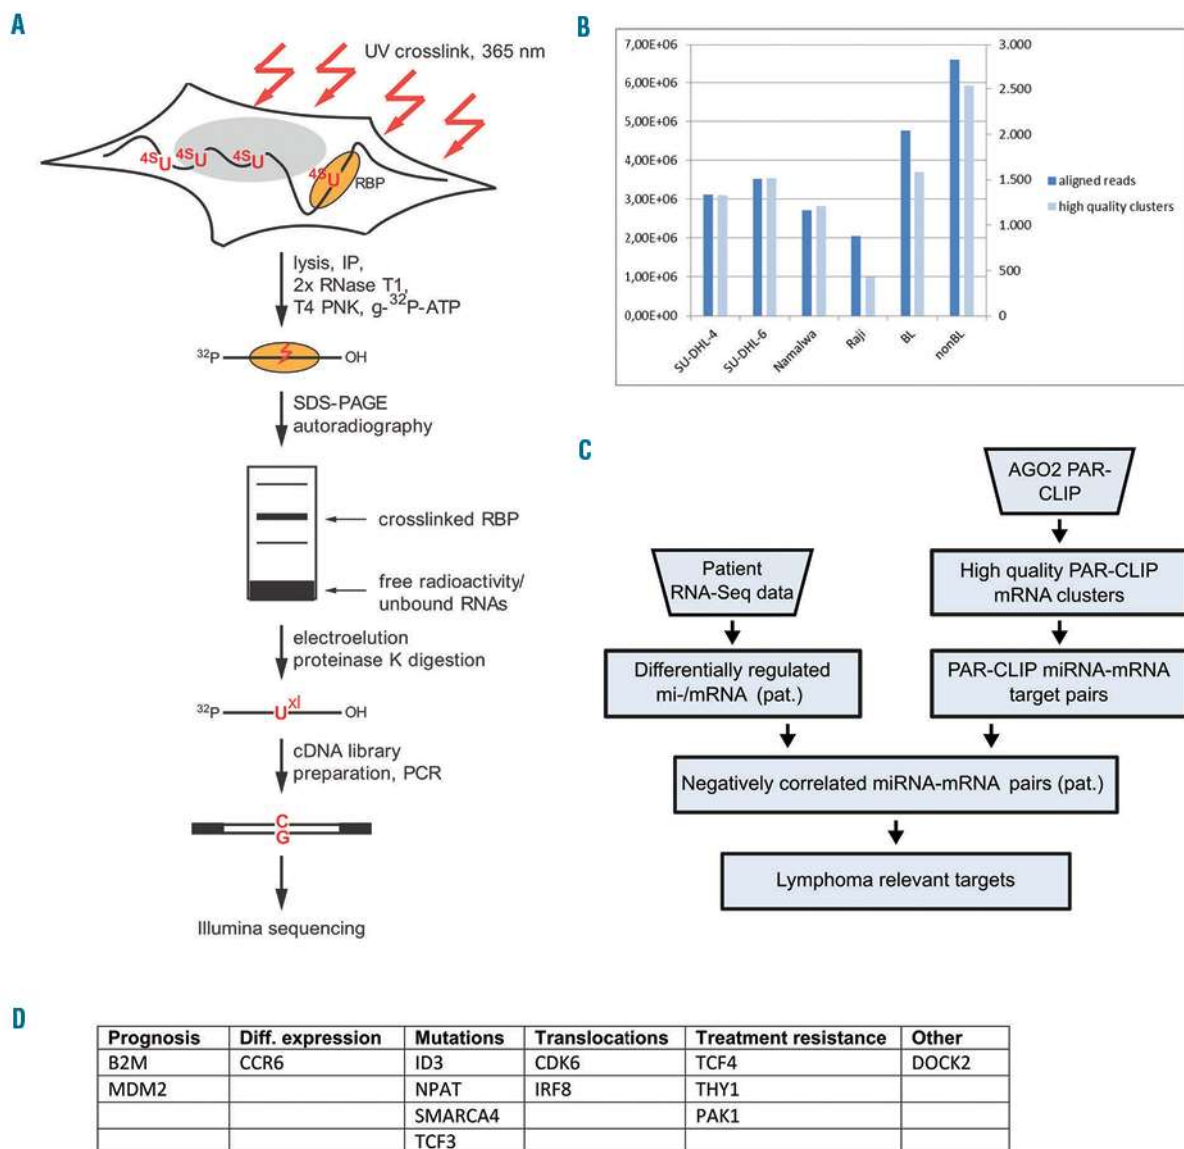 A
UV crosslink, 365 nm
4SU
4SU
4SU
4SU
RBP
lysis, IP,
2x RNase T1,
T4 PNK, g-32P-ATP
32P
OH
SDS-PAGE
autoradiography
crosslinked RBP
free radioactivity/
unbound RNAs
electroelution
proteinase K digestion
32P
Uxl
OH
cDNA library
preparation, PCR
C
G
Illumina sequencing
B
7,00E+06
6,00E+06
5,00E+06
4,00E+06
3,00E+06
2,00E+06
1,00E+06
0,00E+00
3.000
2.500
2.000
1.500
1.000
500
0
SU-DHL-4
SU-DHL-6
Namalwa
Raji
BL
nonBL
aligned reads
high quality clusters
C
AGO2 PAR-
CLIP
Patient
RNA-Seq data
High quality PAR-CLIP
mRNA clusters
Differentially regulated
mi-/mRNA (pat.)
PAR-CLIP miRNA-mRNA
target pairs
Negatively correlated miRNA-mRNA pairs (pat.)
Lymphoma relevant targets
D
Prognosis Diff. expression Mutations Translocations Treatment resistance Other
B2M CCR6 ID3 CDK6 TCF4 DOCK2
MDM2 NPAT IRF8 THY1
SMARCA4 PAK1
TCF3